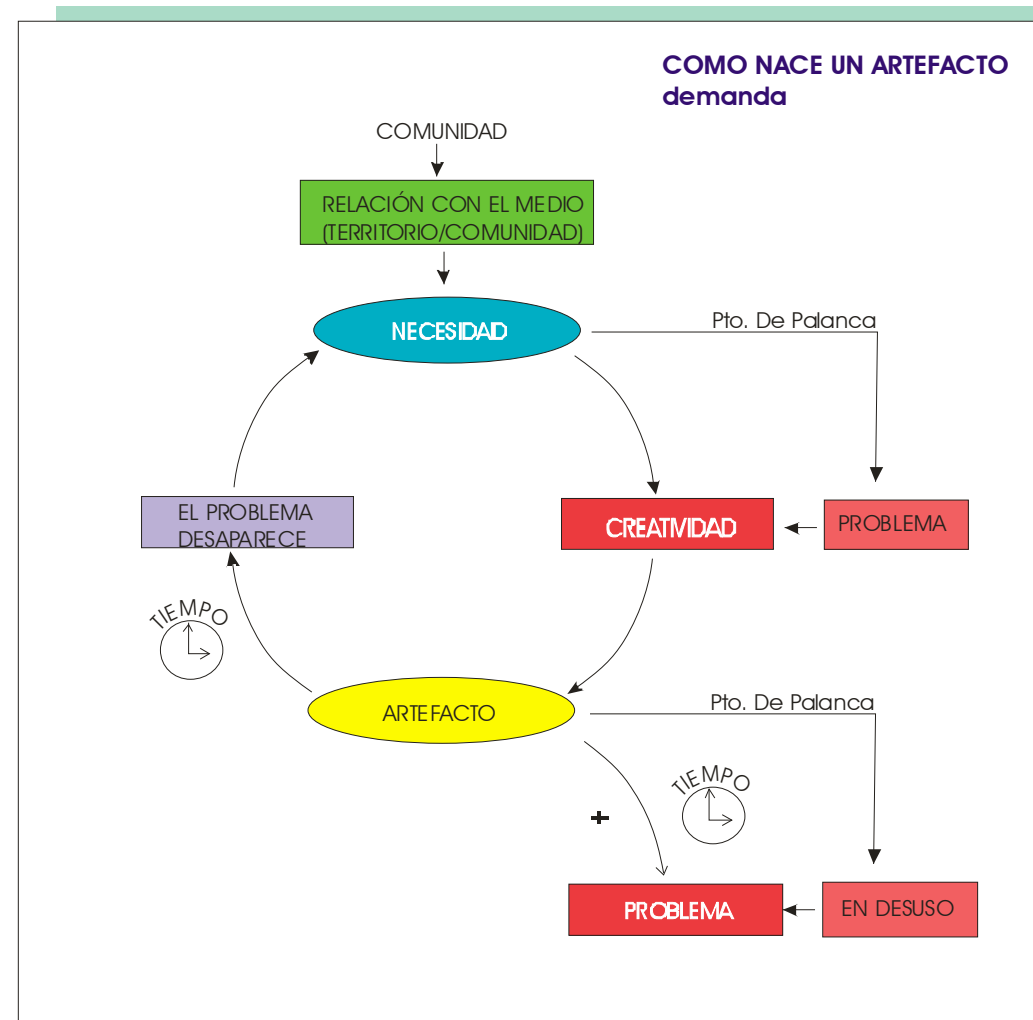 COMO NACE UN ARTEFACTO
demanda
COMUNIDAD
RELACIÓN CON EL MEDIO
(TERRITORIO/COMUNIDAD)
NECESIDAD
Pto. De Palanca
EL PROBLEMA
DESAPARECE
CREATIVIDAD
PROBLEMA
TIEMPO
ARTEFACTO
Pto. De Palanca
TIEMPO
+
PROBLEMA
EN DESUSO